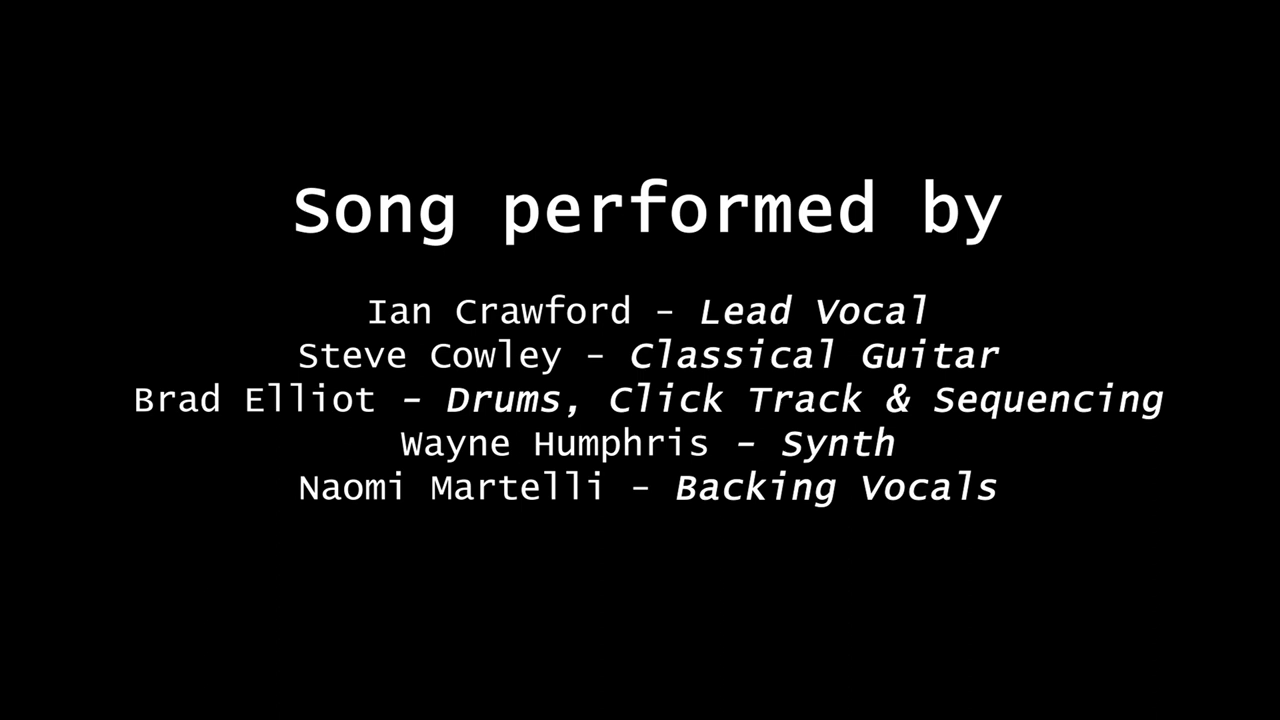 Song performed by
Ian Crawford - Lead Vocal
Steve Cowley - Classical Guitar
Brad Elliot - Drums, Click Track & Sequencing
Wayne Humphris - Synth
Naomi Martelli - Backing Vocals